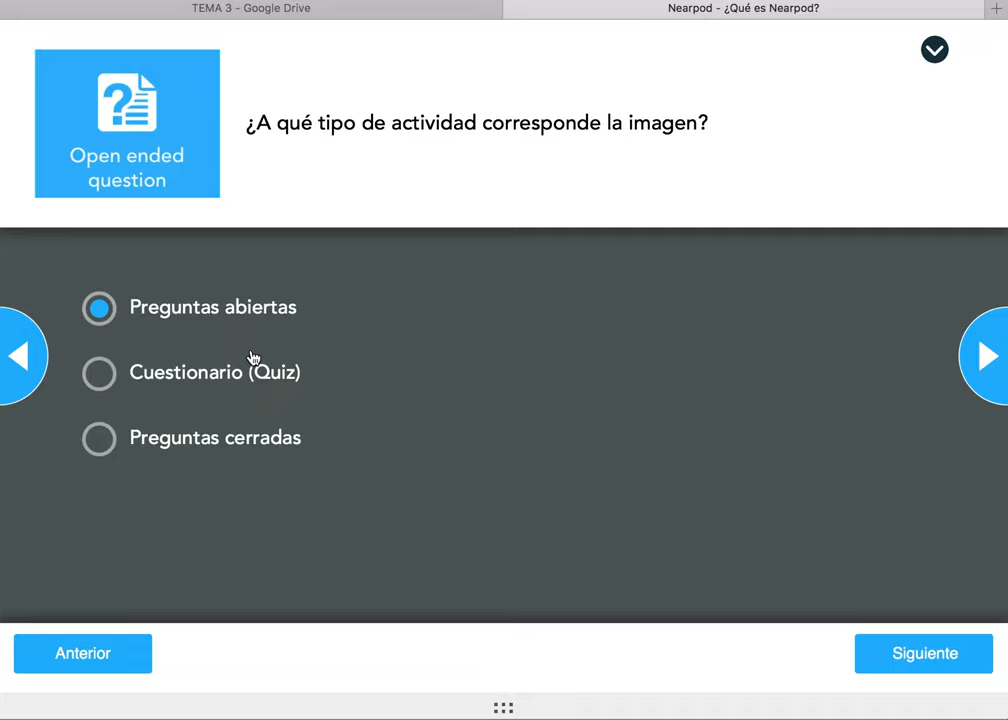 TEMA 3 - Google Drive
Nearpod - ¿Qué es Nearpod?
Open ended
question
¿A qué tipo de actividad corresponde la imagen?
Preguntas abiertas
Cuestionario (Quiz)
Preguntas cerradas
Anterior
Siguiente